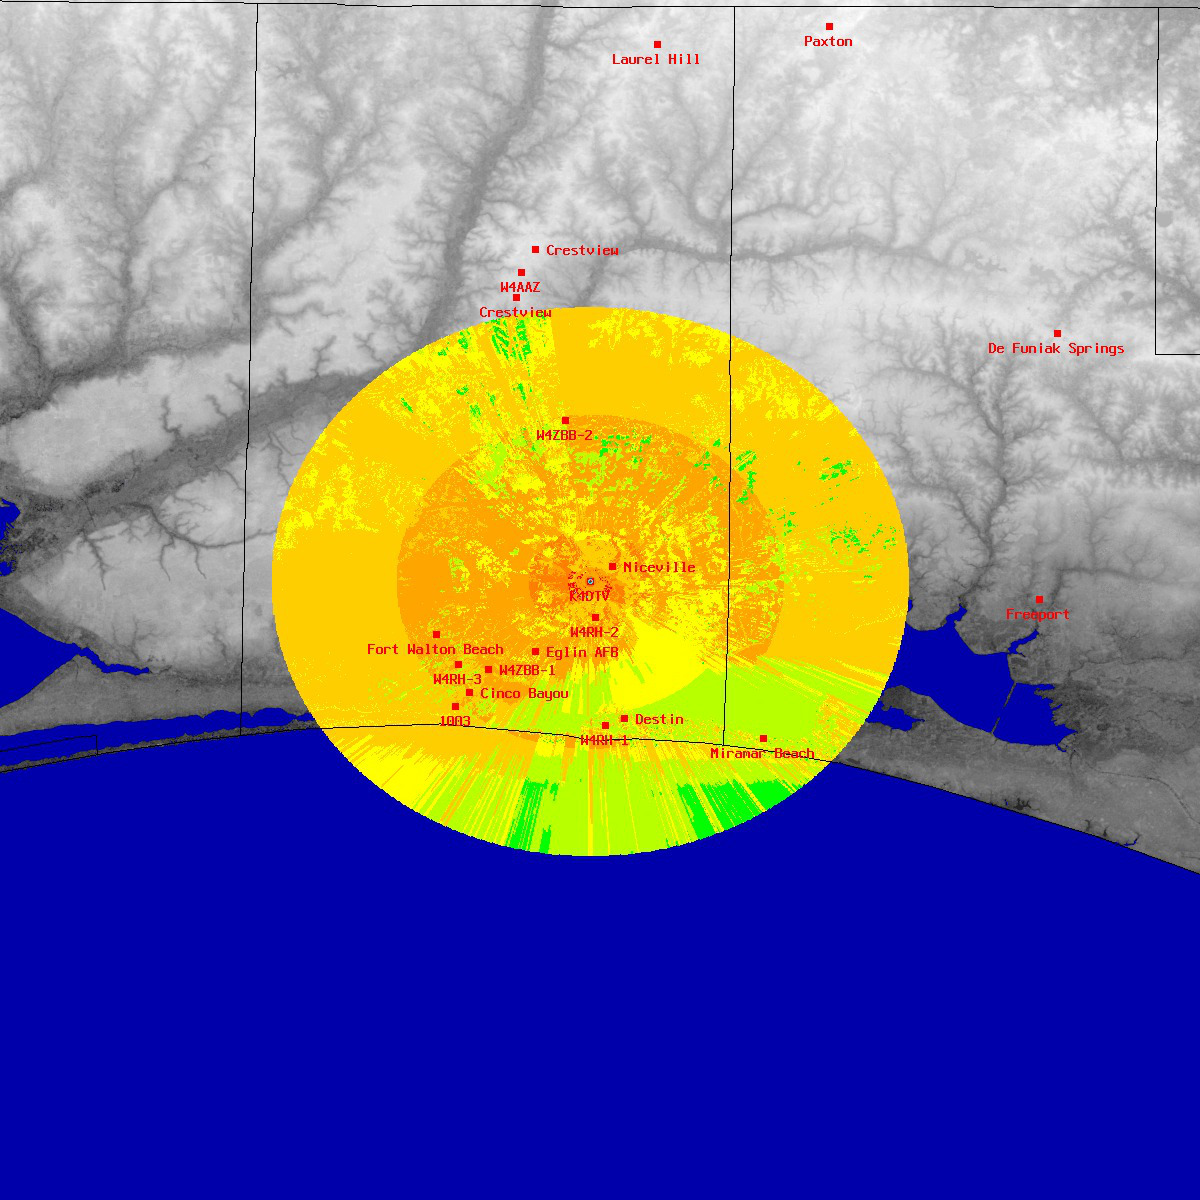 Paxton
Laurel Hill
Crestview
W4AAZ
Crestview
De Funiak Springs
W4ZBB-2
Niceville
K4DTV
Freeport
W4RH-2
Fort Walton Beach
Eglin AFB
W4ZBB-1
W4RH-3
Cinco Bayou
1003
Destin
W4RH-1
Miramar Beach